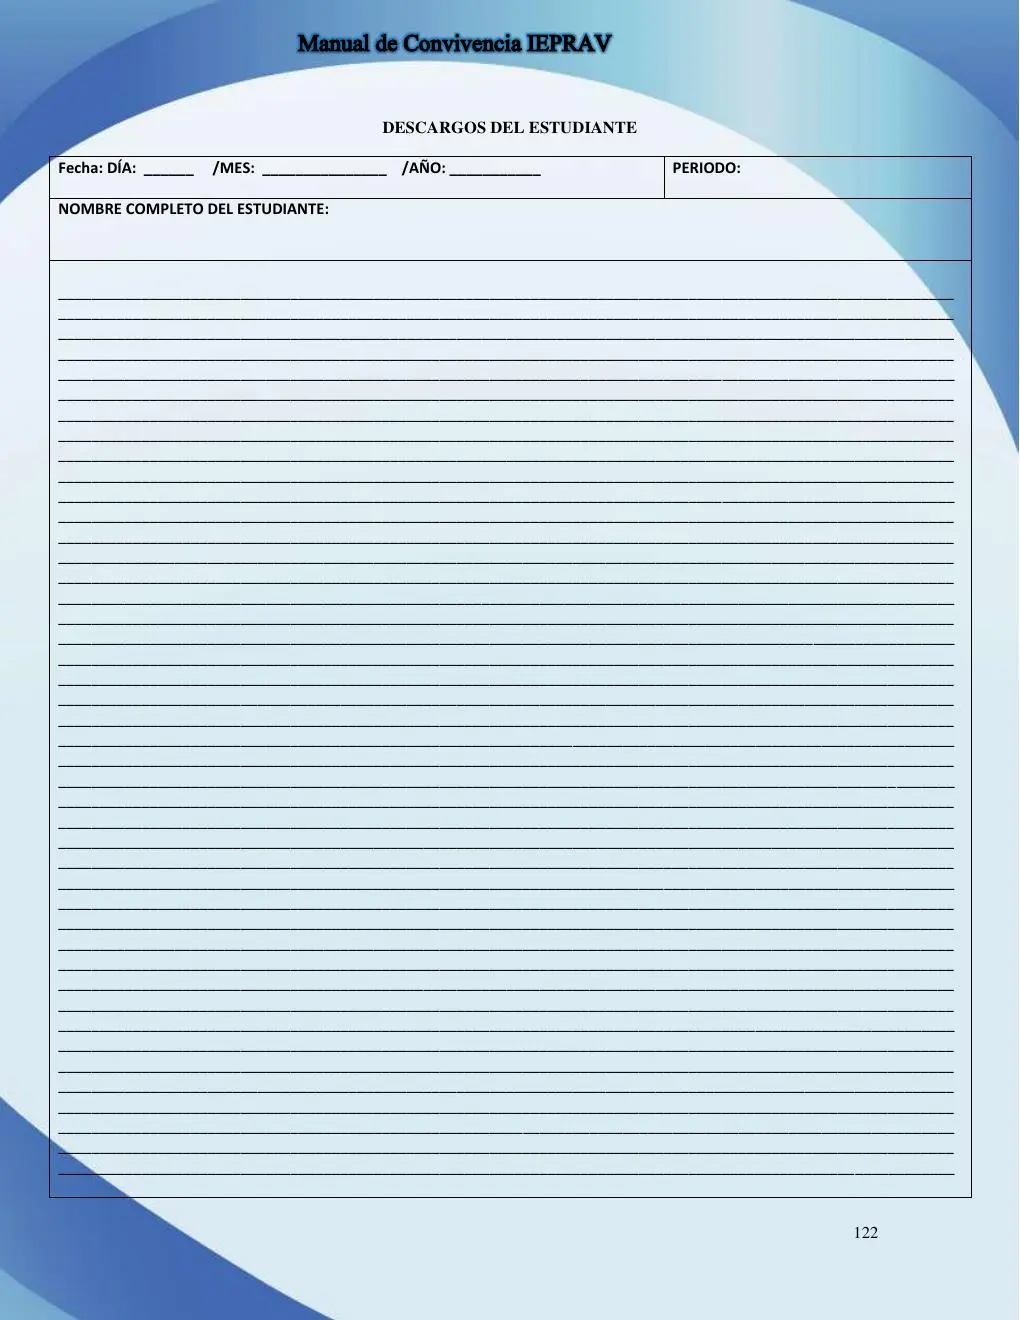 Manual de Convivencia IEPRAV
DESCARGOS DEL ESTUDIANTE
Fecha: DÍA: ______ /MES: _______________ /AÑO: ___________ PERIODO:
NOMBRE COMPLETO DEL ESTUDIANTE:
122